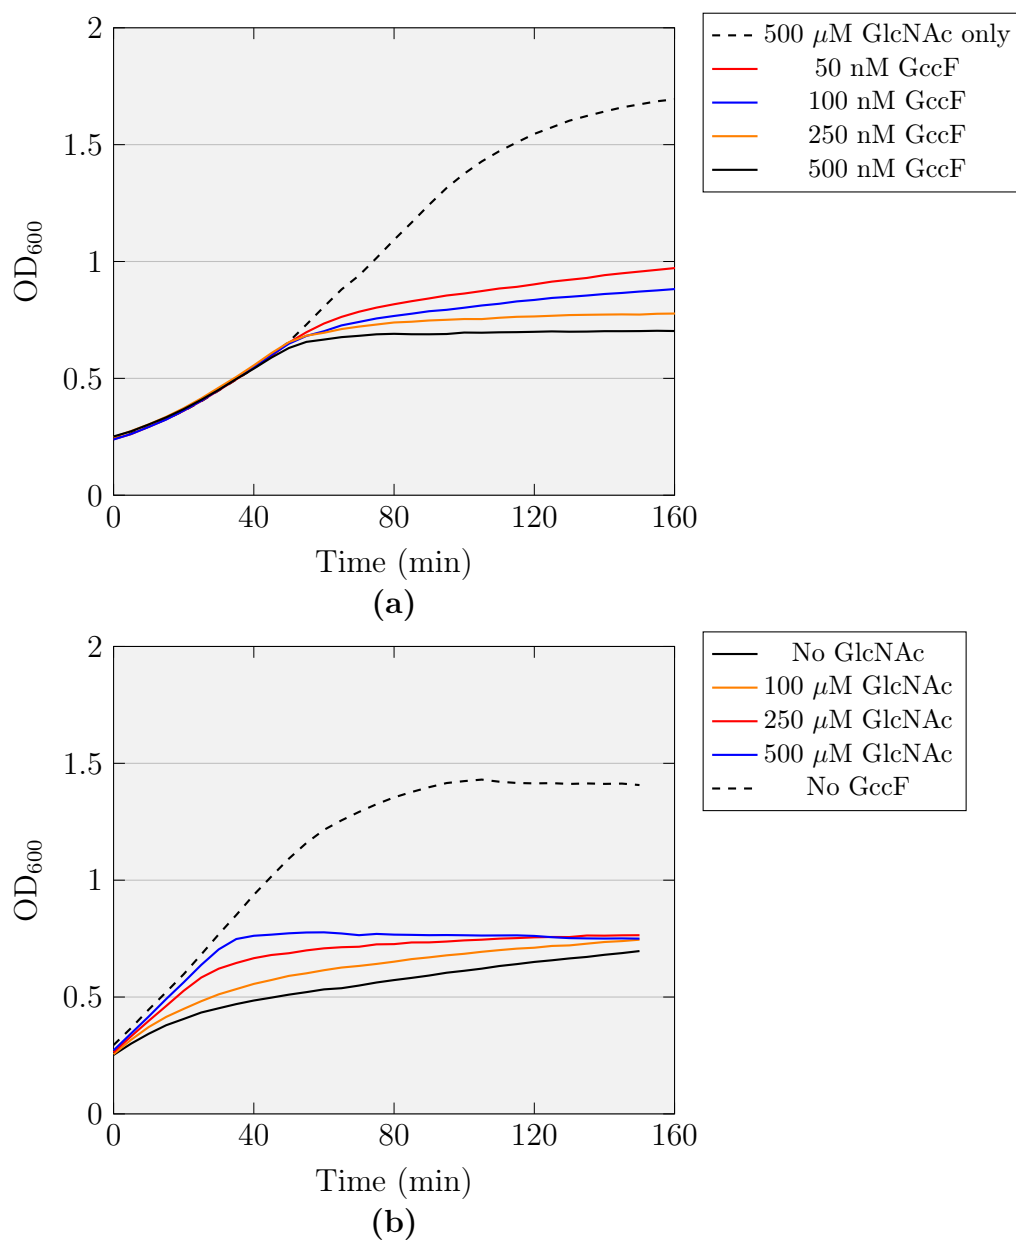 2
1.5
1
0.5
0
OD600
0
40
80
120
160
Time (min)
(a)
500 μM GlcNAc only
50 nM GccF
100 nM GccF
250 nM GccF
500 nM GccF
2
1.5
1
0.5
0
OD600
0
40
80
120
160
Time (min)
(b)
No GlcNAc
100 μM GlcNAc
250 μM GlcNAc
500 μM GlcNAc
No GccF